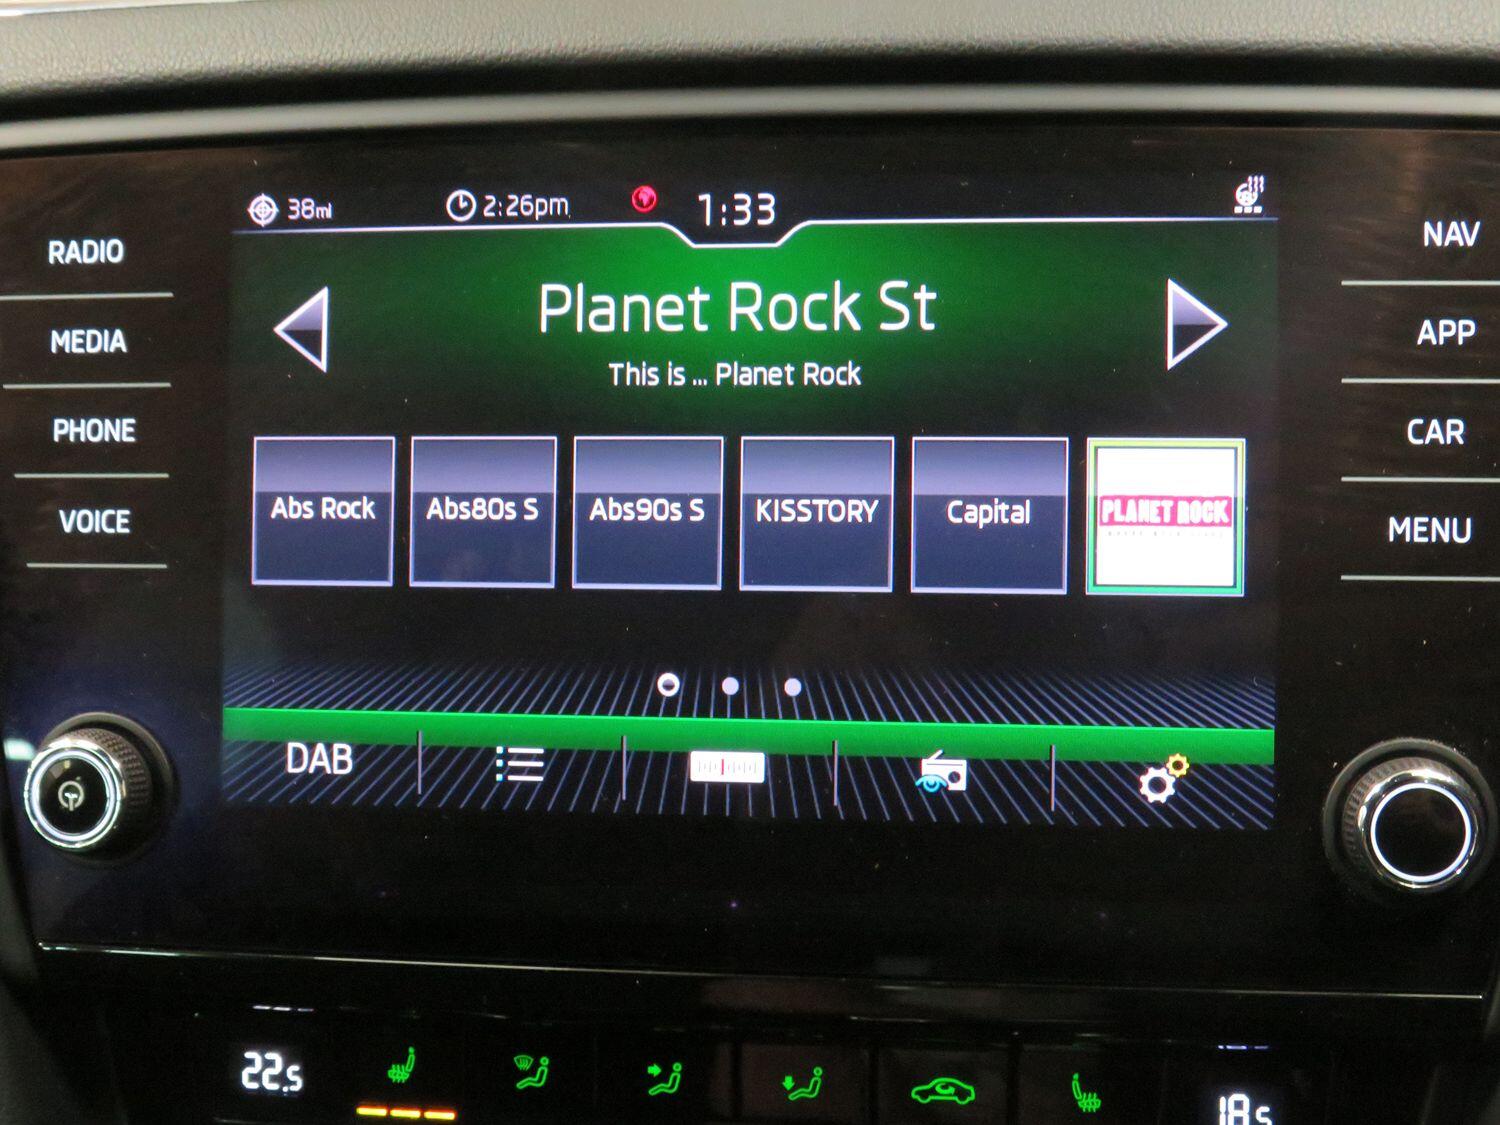 38mi 2:26pm 1:33
RADIO
MEDIA
PHONE
VOICE
Planet Rock St
This is ... Planet Rock
Abs Rock Abs80s S Abs90s S KISSTORY Capital PLANET ROCK
DAB
NAV
APP
CAR
MENU
22.5 18.5